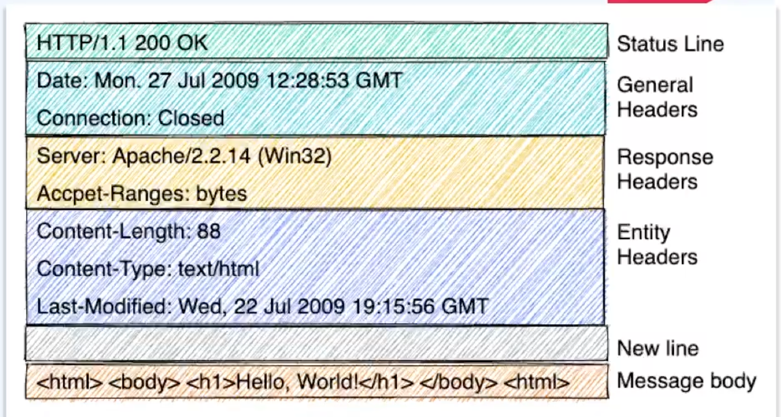 HTTP/1.1 200 OK
Status Line
Date: Mon. 27 Jul 2009 12:28:53 GMT
Connection: Closed
General
Headers
Server: Apache/2.2.14 (Win32)
Accpet-Ranges: bytes
Response
Headers
Content-Length: 88
Content-Type: text/html
Last-Modified: Wed, 22 Jul 2009 19:15:56 GMT
Entity
Headers
New line
<html> <body> <h1>Hello, World!</h1> </body> <html>
Message body